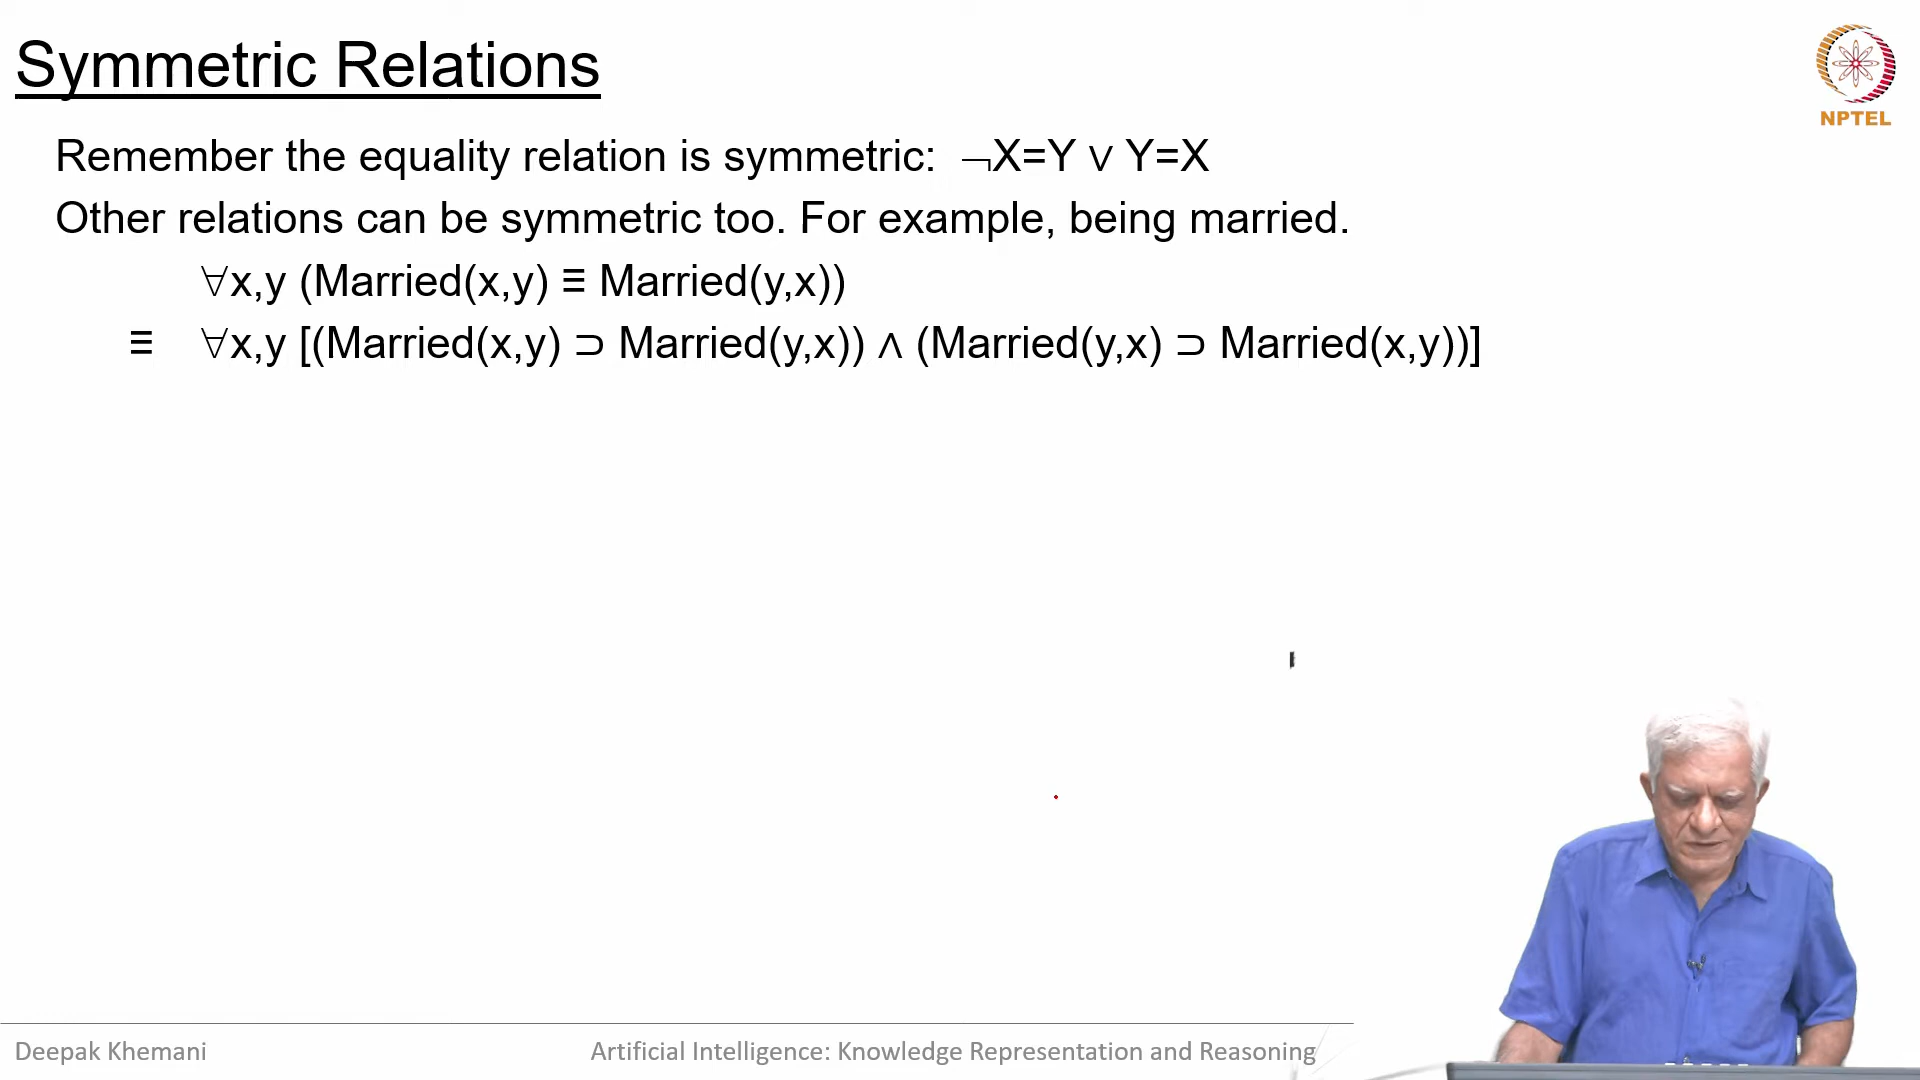 Symmetric Relations
NPTEL
Remember the equality relation is symmetric: ¬X=Y ∨ Y=X
Other relations can be symmetric too. For example, being married.
∀x,y (Married(x,y) ≡ Married(y,x))
≡ ∀x,y [(Married(x,y) ⊃ Married(y,x)) ∧ (Married(y,x) ⊃ Married(x,y))]
Deepak Khemani
Artificial Intelligence: Knowledge Representation and Reasoning